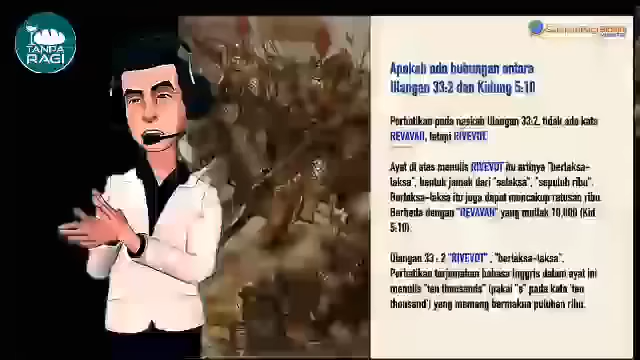 TANPA
RAGI
Apakah ada hubungan antara
Ulangan 33:2 dan Kidung 5:10
Perhatikan pada naskah Ulangan 33:2, tidak ada kata
REVAVAH, tetapi RIVEVOT.
Ayat di atas menulis RIVEVOT itu artinya "berlaksa-
laksa", bentuk jamak dari "selaksa", "sepuluh ribu".
Berlaksa-laksa itu juga dapat mencakup ratusan ribu.
Berbeda dengan "REVAVAH" yang mutlak 10,000 (Kid
5:10).
Ulangan 33 : 2 "RIVEVOT" , "berlaksa-laksa".
Perhatikan terjemahan bahasa Inggris dalam ayat ini
menulis "ten thousands" (pakai "s" pada kata 'ten
thousand') yang memang bermakna puluhan ribu.